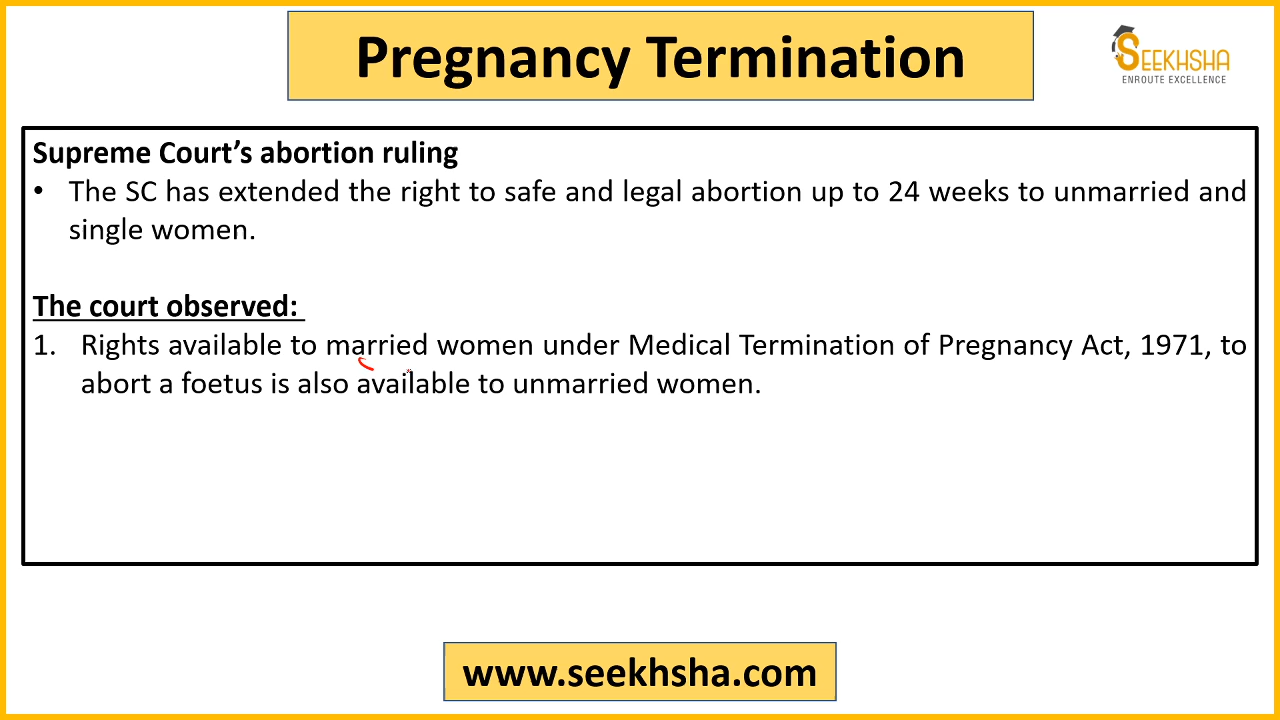 Pregnancy Termination
SEEKHSHA
ENROUTE EXCELLENCE
Supreme Court's abortion ruling
• The SC has extended the right to safe and legal abortion up to 24 weeks to unmarried and
single women.
The court observed:
1. Rights available to married women under Medical Termination of Pregnancy Act, 1971, to
abort a foetus is also available to unmarried women.
www.seekhsha.com